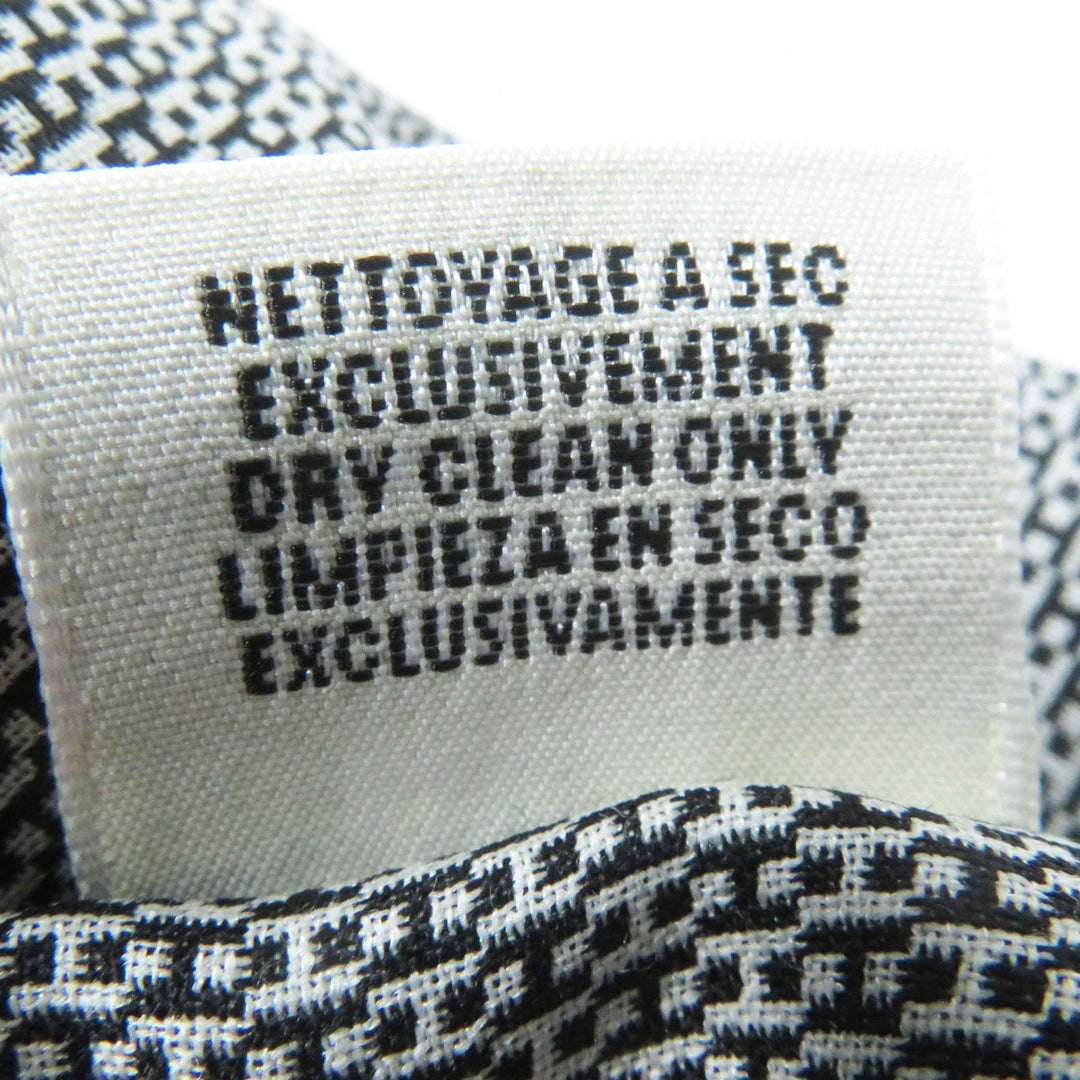 NETTOYAGE A SEC
EXCLUSIVEMENT
DRY CLEAN ONLY
LIMPIEZA EN SECO
EXCLUSIVAMENTE